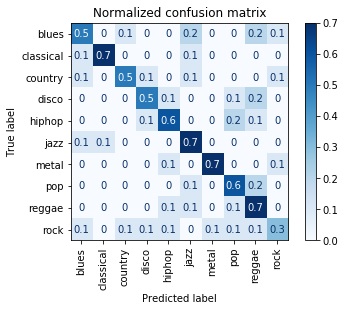 Normalized confusion matrix
True label
blues 0.5 0 0.1 0 0 0.2 0 0 0.2 0.1
classical 0.1 0.7 0 0 0 0.1 0 0 0 0
country 0.1 0 0.5 0.1 0 0.1 0 0 0 0.1
disco 0 0 0 0.5 0.1 0 0 0.1 0.2 0
hiphop 0 0 0 0.1 0.6 0 0 0.2 0.1 0
jazz 0.1 0.1 0 0 0 0.7 0 0 0 0
metal 0 0 0 0 0.1 0 0.7 0 0 0.1
pop 0 0 0 0 0 0.1 0 0.6 0.2 0
reggae 0 0 0 0 0.1 0.1 0 0.1 0.7 0
rock 0.1 0 0.1 0.1 0.1 0 0.1 0.1 0.1 0.3
blues classical country disco hiphop jazz metal pop reggae rock
Predicted label
0.7
0.6
0.5
0.4
0.3
0.2
0.1
0.0